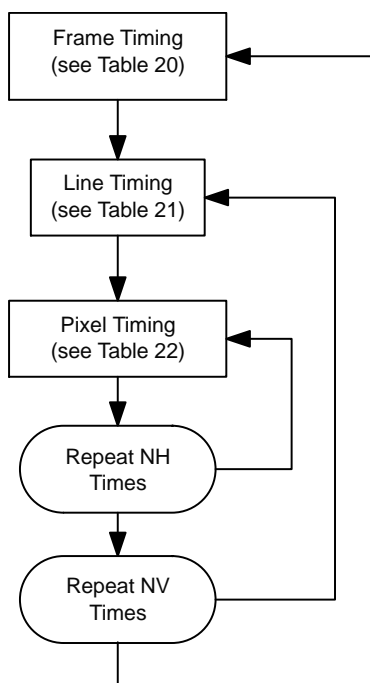 Frame Timing
(see Table 20)
Line Timing
(see Table 21)
Pixel Timing
(see Table 22)
Repeat NH
Times
Repeat NV
Times